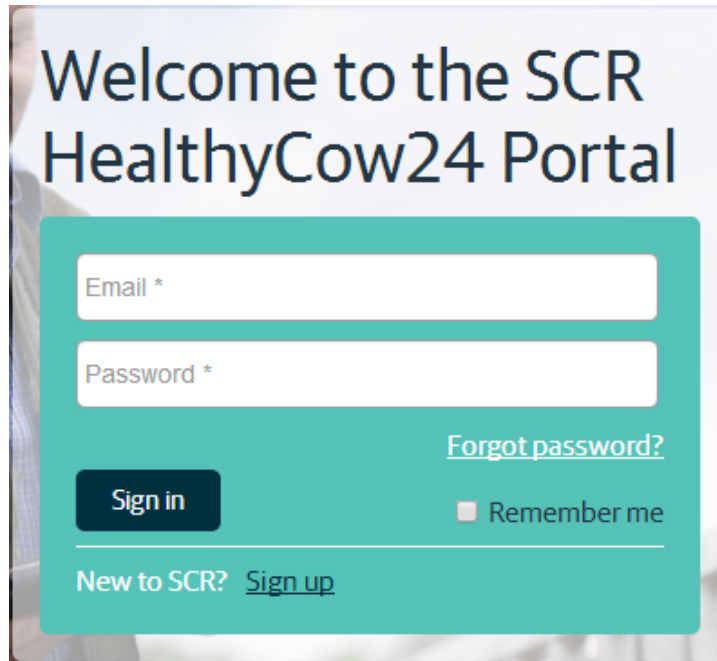 Welcome to the SCR
HealthyCow24 Portal
Email *
Password *
Forgot password?
Sign in
Remember me
New to SCR? Sign up